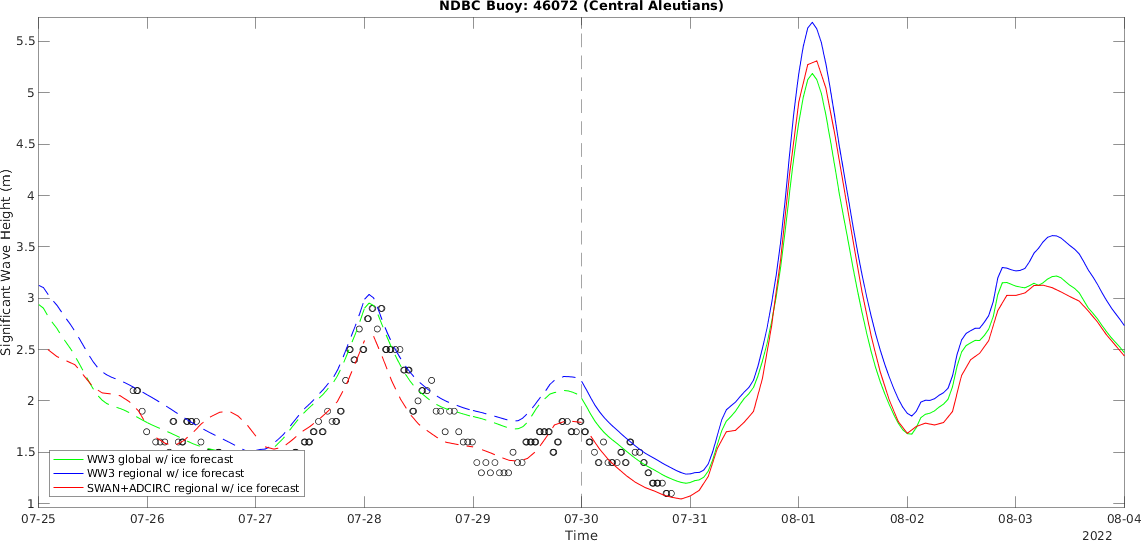 NDBC Buoy: 46072 (Central Aleutians)
5.5
5
4.5
4
3.5
3
2.5
2
1.5
1
Significant Wave Height (m)
WW3 global w/ ice forecast
WW3 regional w/ ice forecast
SWAN+ADCIRC regional w/ ice forecast
07-25 07-26 07-27 07-28 07-29 07-30 07-31 08-01 08-02 08-03 08-04
Time
2022